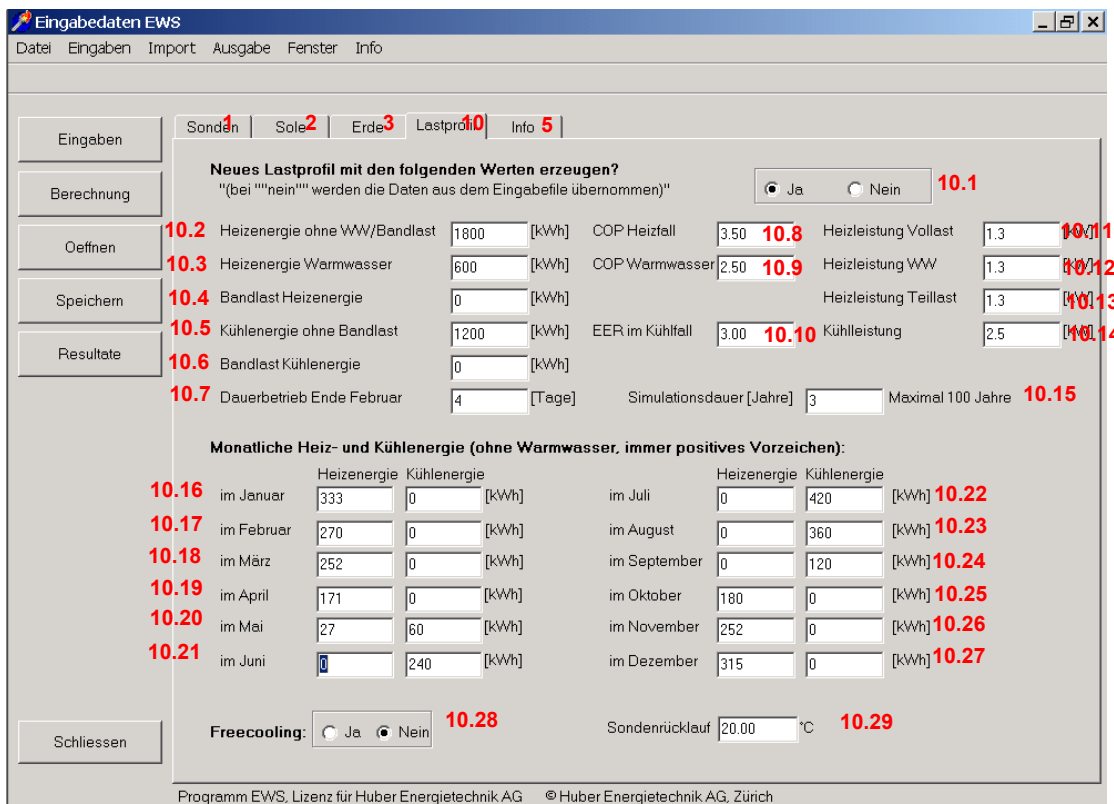 Eingabedaten EWS
Datei Eingaben Import Ausgabe Fenster Info
Sonden 1 Sole 2 Erde 3 Lastprofil 10 Info 5
Eingaben
Berechnung
Oeffnen
Speichern
Resultate
Schliessen
Neues Lastprofil mit den folgenden Werten erzeugen?
"(bei ""nein"" werden die Daten aus dem Eingabefile übernommen)" Ja Nein 10.1
10.2 Heizenergie ohne WW/Bandlast 1800 [kWh] COP Heizfall 3.50 10.8 Heizleistung Vollast 1.3 [kW] 10.11
10.3 Heizenergie Warmwasser 600 [kWh] COP Warmwasser 2.50 10.9 Heizleistung WW 1.3 [kW] 10.12
10.4 Bandlast Heizenergie 0 [kWh] Heizleistung Teillast 1.3 [kW] 10.13
10.5 Kühlenergie ohne Bandlast 1200 [kWh] EER im Kühlfall 3.00 10.10 Kühlleistung 2.5 [kW] 10.14
10.6 Bandlast Kühlenergie 0 [kWh]
10.7 Dauerbetrieb Ende Februar 4 [Tage] Simulationsdauer [Jahre] 3 Maximal 100 Jahre 10.15
Monatliche Heiz- und Kühlenergie (ohne Warmwasser, immer positives Vorzeichen):
Heizenergie Kühlenergie Heizenergie Kühlenergie
10.16 im Januar 333 0 [kWh] im Juli 0 420 [kWh] 10.22
10.17 im Februar 270 0 [kWh] im August 0 360 [kWh] 10.23
10.18 im März 252 0 [kWh] im September 0 120 [kWh] 10.24
10.19 im April 171 0 [kWh] im Oktober 180 0 [kWh] 10.25
10.20 im Mai 27 60 [kWh] im November 252 0 [kWh] 10.26
10.21 im Juni 0 240 [kWh] im Dezember 315 0 [kWh] 10.27
Freecooling: Ja Nein 10.28 Sondenrücklauf 20.00 °C 10.29
Programm EWS, Lizenz für Huber Energietechnik AG © Huber Energietechnik AG, Zürich